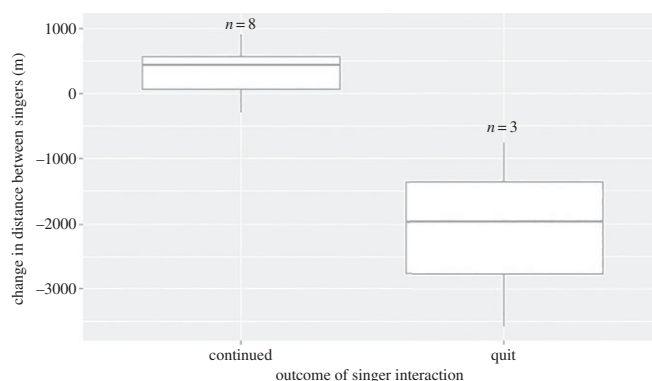 1000
0
–1000
–2000
–3000
change in distance between singers (m)
n = 8
n = 3
continued
quit
outcome of singer interaction